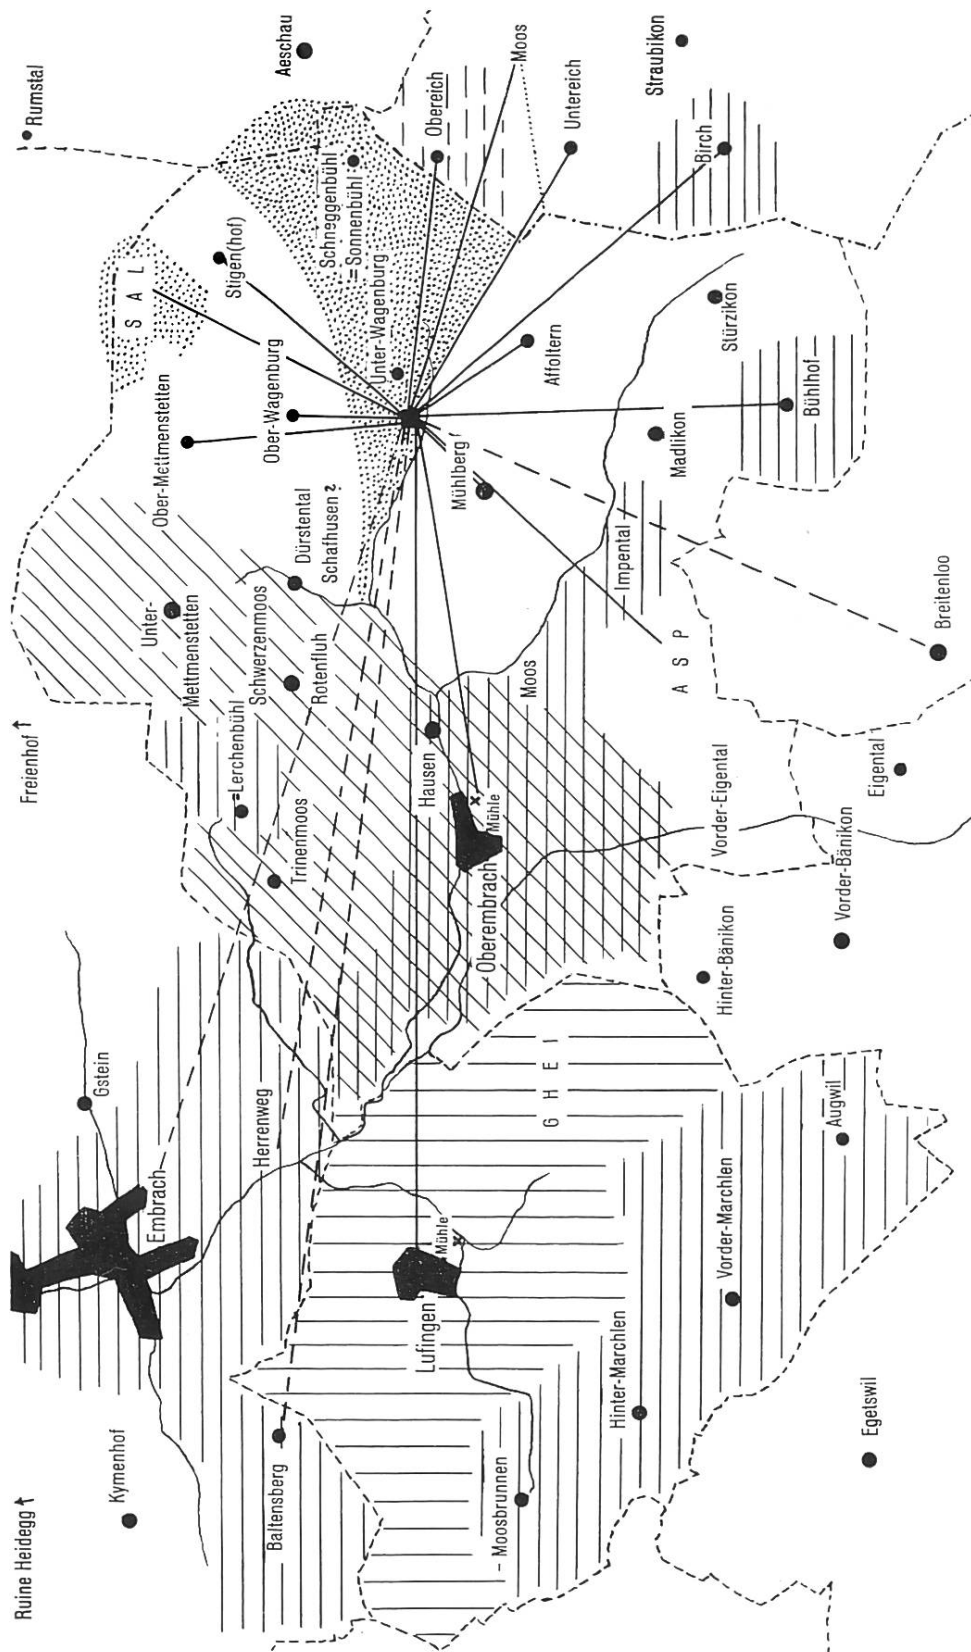 Ruine Heidegg ↑
Freienhof ↑
Rumstal
Gstein
Kymenhof
S A L
Unter-
Mettmenstetten
Embrach
Ober-Mettmenstetten
Stigen(hof)
=Lerchenbühl
Schwerzenmoos
Herrenweg
Ober-Wagenburg
Baltensberg
Aeschau
Trinenmoos
Dürstental
Rotenfluh
Schafhusen?
Schneggenbühl
=Sonnenbühl
Unter-Wagenburg
Hausen
Lufingen
Mühle
Obereich
Mühlberg
Oberembrach
Mühle
Moos
Moosbrunnen
Moos
G H E I
Affoltern
Untereich
Hinter-Marchlen
Impental
Straubikon
A S P
Madlikon
Birch
Vorder-Marchlen
Hinter-Bänikon
Vorder-Eigental
Stürzikon
Bühlhof
Augwil
Vorder-Bänikon
Egetswil
Eigental
Breitenloo